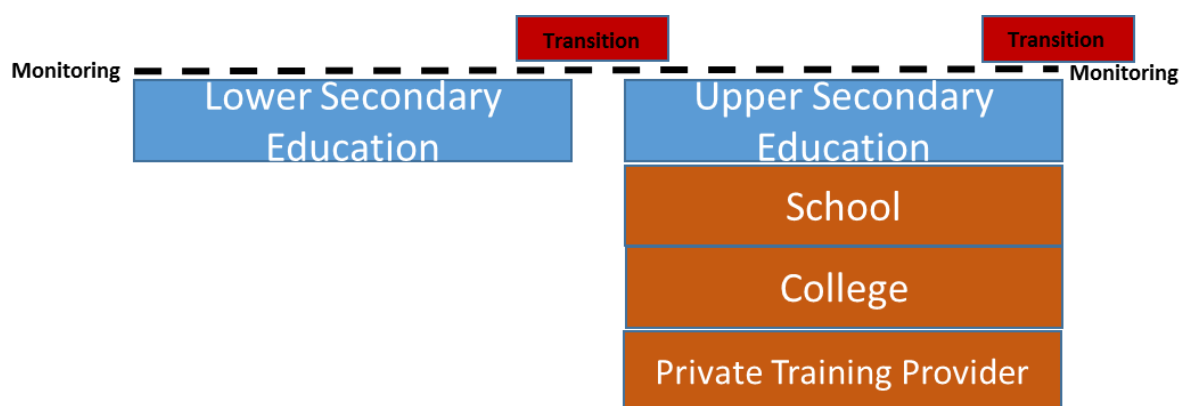 Transition
Transition
Monitoring
Monitoring
Lower Secondary
Education
Upper Secondary
Education
School
College
Private Training Provider